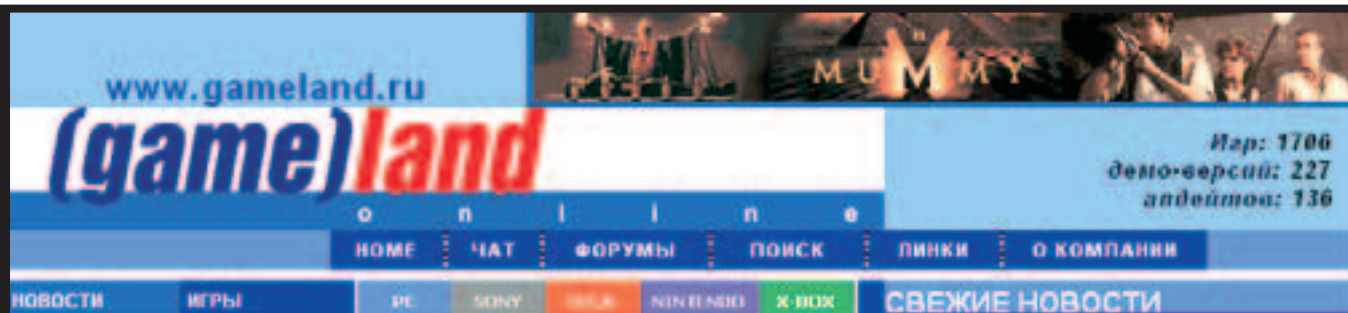 www.gameland.ru
MUMMY
(game)land
online
Игр: 1706
демо-версий: 227
апдейтов: 136
HOME ЧАТ ФОРУМЫ ПОИСК ЛИНКИ О КОМПАНИИ
НОВОСТИ ИГРЫ PC SONY SEGA NINTENDO X-BOX СВЕЖИЕ НОВОСТИ